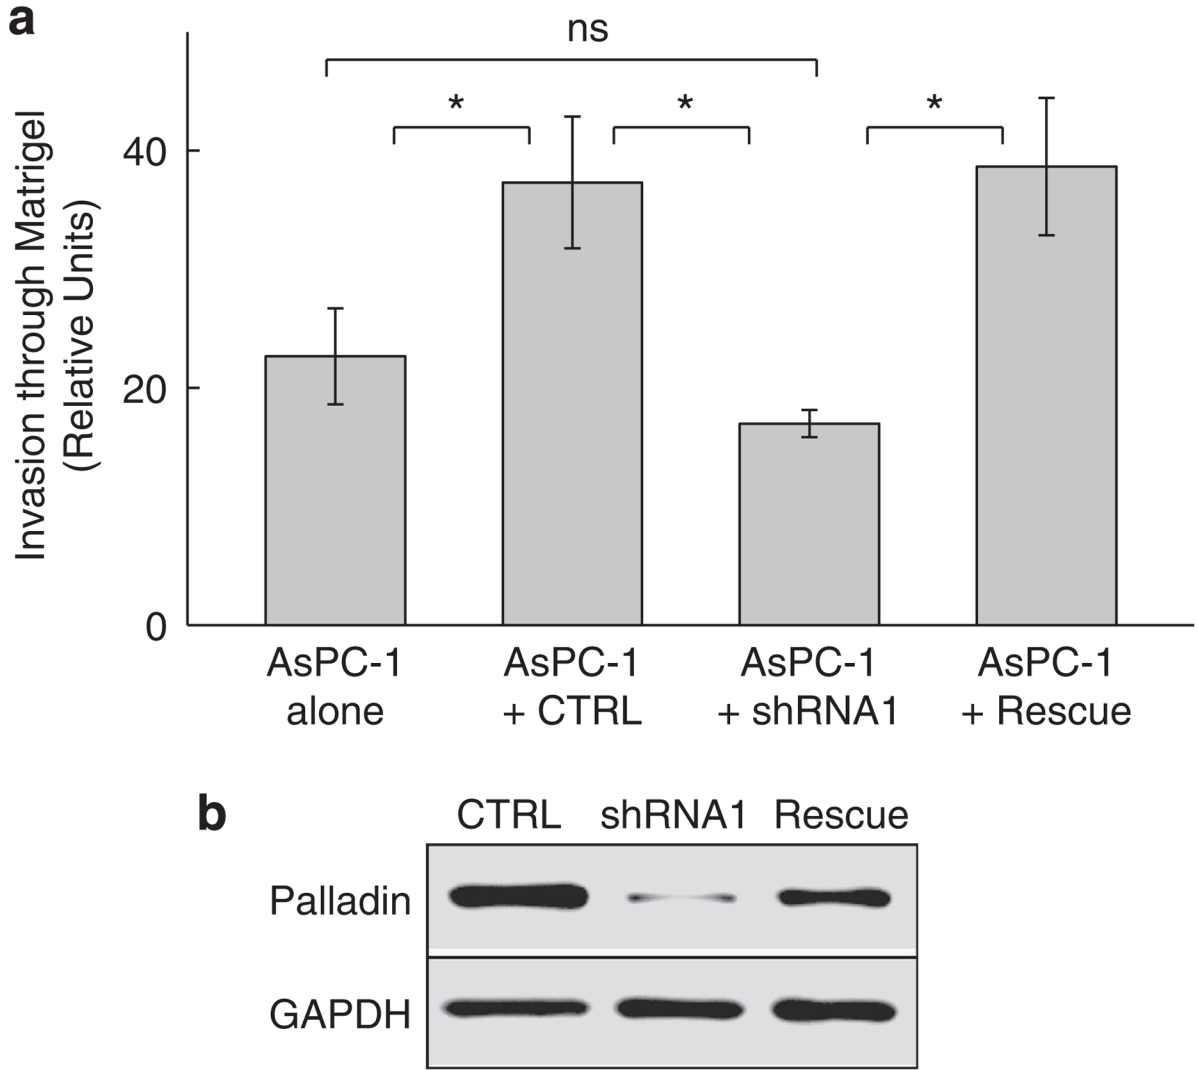 a
ns
* * *
Invasion through Matrigel
(Relative Units)
40
20
0
AsPC-1 AsPC-1 AsPC-1 AsPC-1
alone + CTRL + shRNA1 + Rescue
b
CTRL shRNA1 Rescue
Palladin
GAPDH